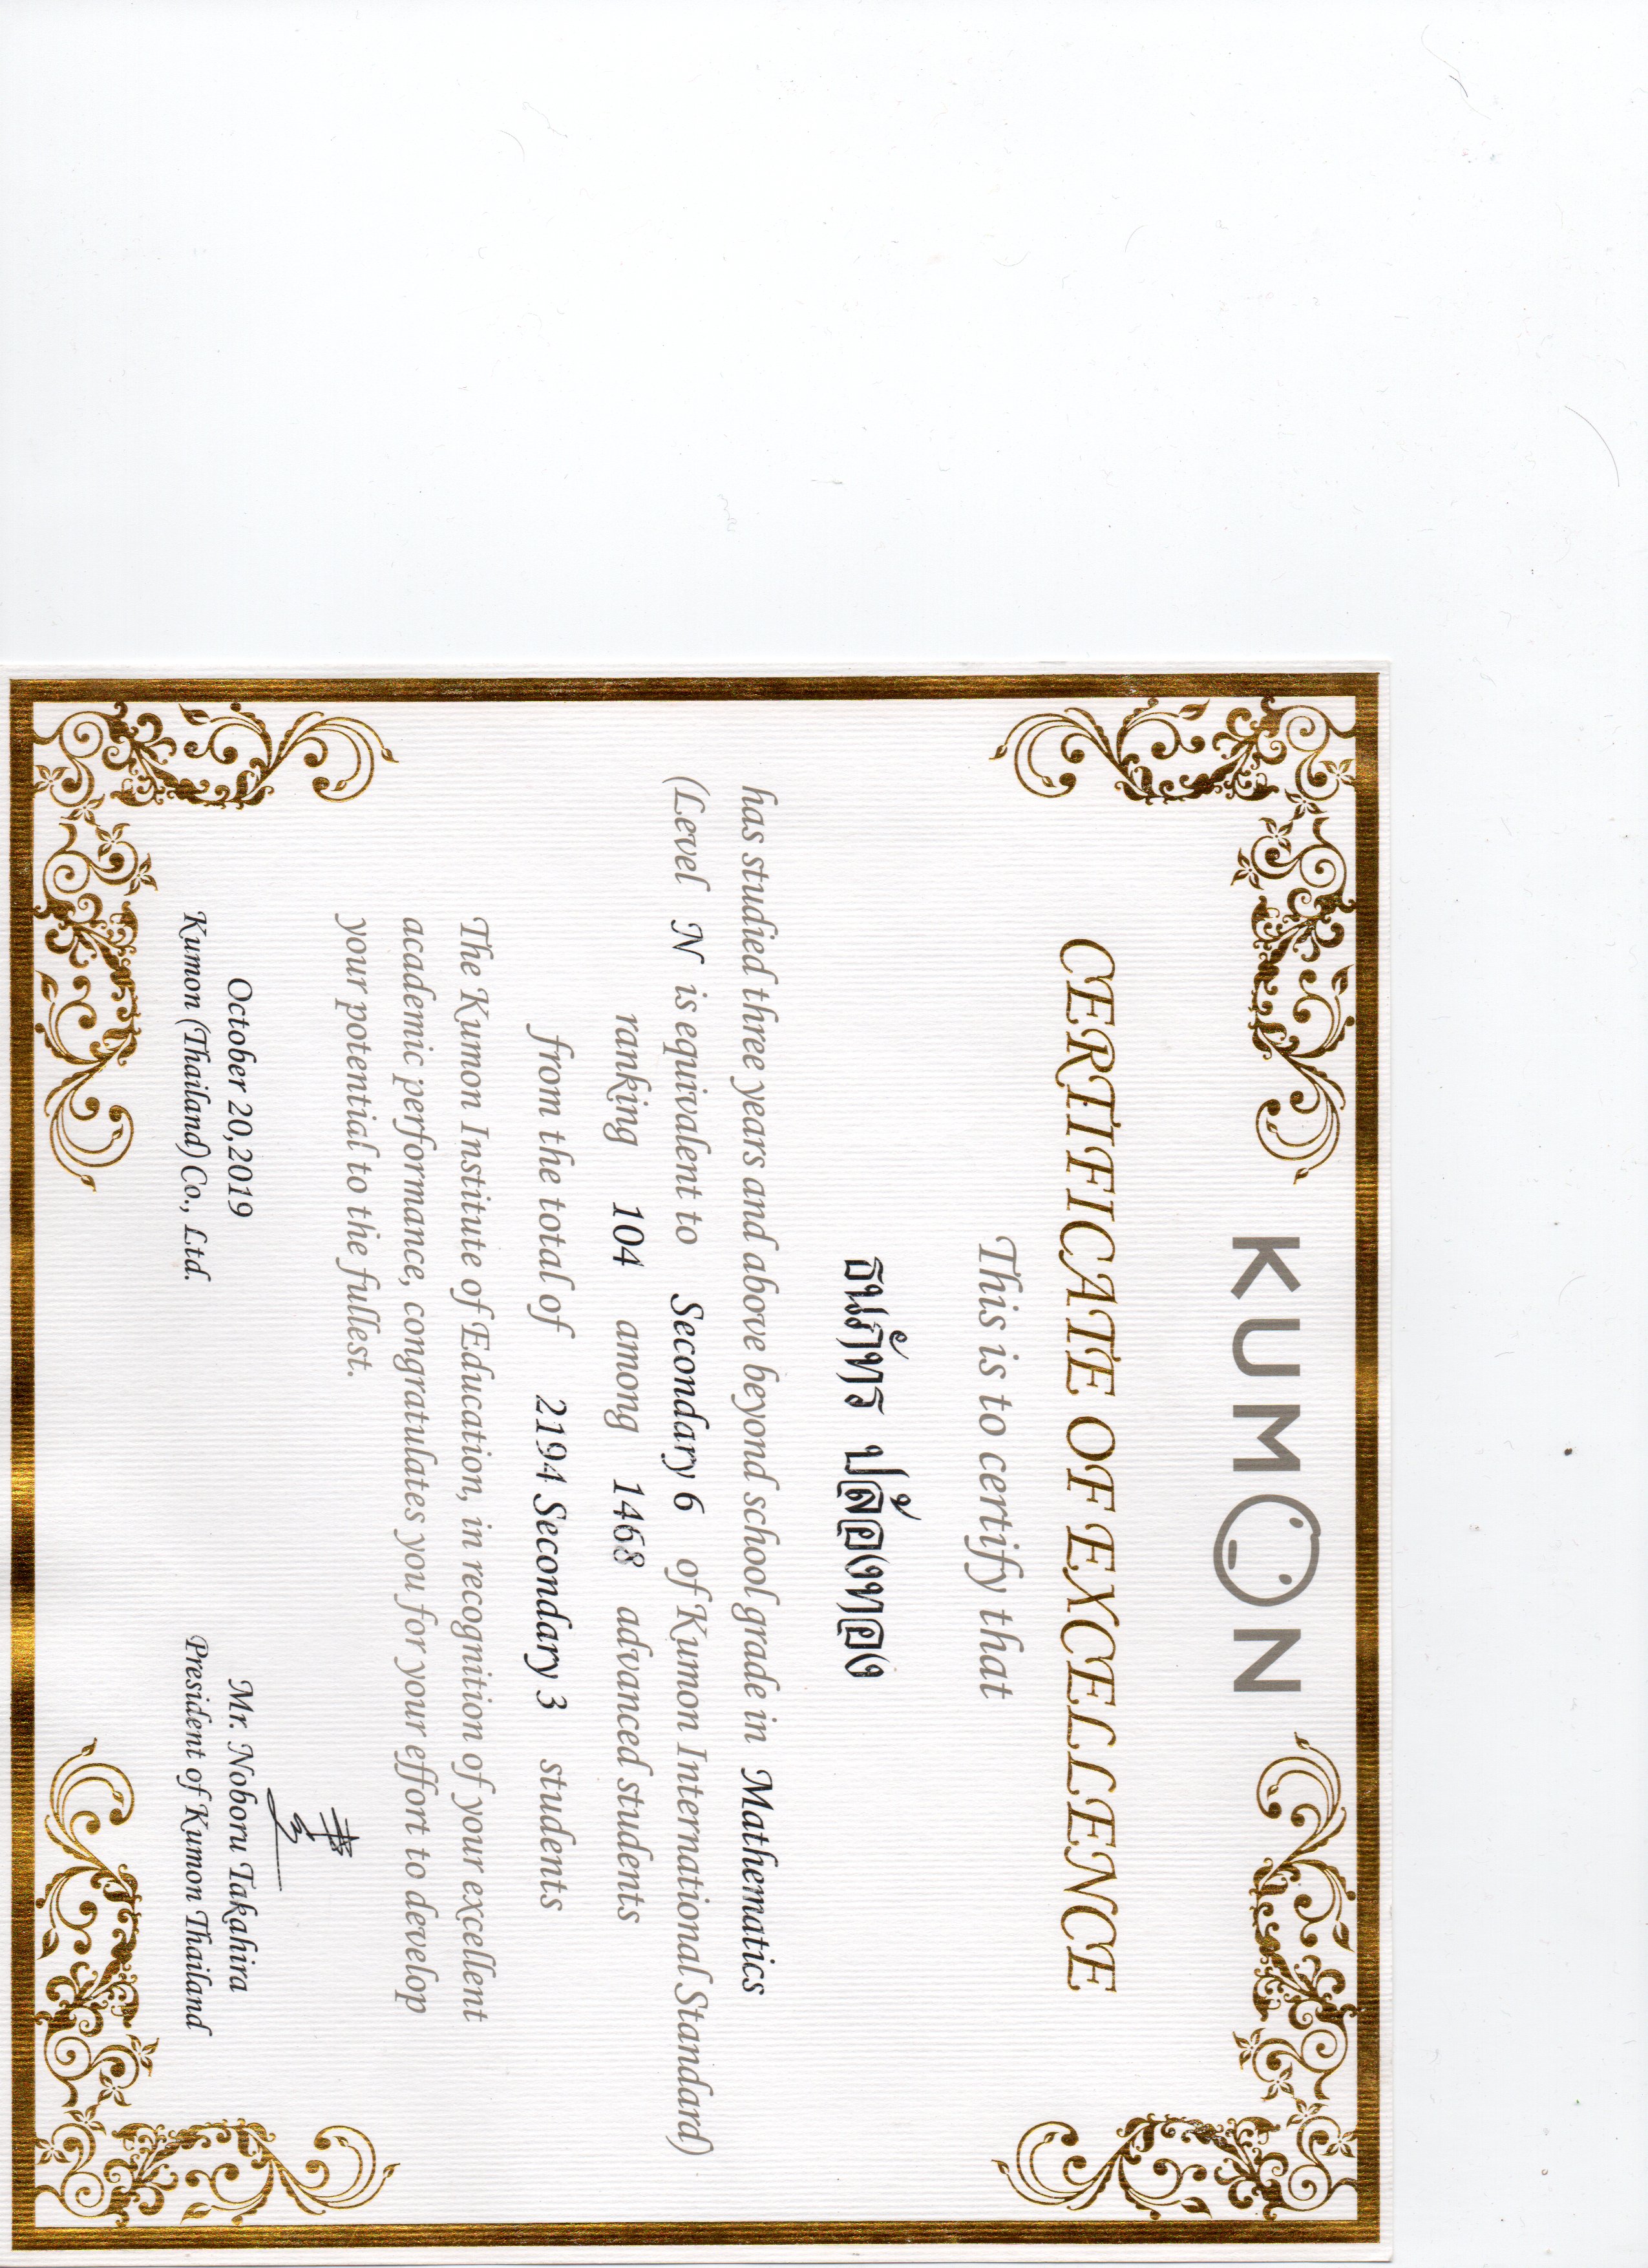 KUMON
CERTIFICATE OF EXCELLENCE
This is to certify that
ธนภัทร ปล้องทอง
has studied three years and above beyond school grade in Mathematics
(Level N is equivalent to Secondary 6 of Kumon International Standard)
ranking 104 among 1468 advanced students
from the total of 2194 Secondary 3 students
The Kumon Institute of Education, in recognition of your excellent
academic performance, congratulates you for your effort to develop
your potential to the fullest.
October 20,2019
Kumon (Thailand) Co., Ltd.
Mr. Noboru Takahira
President of Kumon Thailand